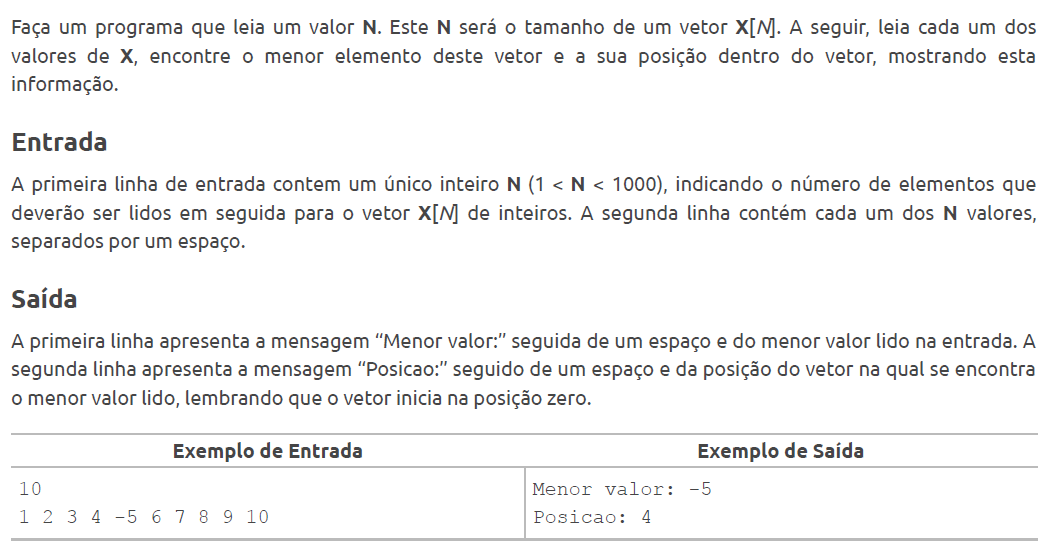 Faça um programa que leia um valor N. Este N será o tamanho de um vetor X[N]. A seguir, leia cada um dos
valores de X, encontre o menor elemento deste vetor e a sua posição dentro do vetor, mostrando esta
informação.
Entrada
A primeira linha de entrada contem um único inteiro N (1 < N < 1000), indicando o número de elementos que
deverão ser lidos em seguida para o vetor X[N] de inteiros. A segunda linha contém cada um dos N valores,
separados por um espaço.
Saída
A primeira linha apresenta a mensagem “Menor valor:” seguida de um espaço e do menor valor lido na entrada. A
segunda linha apresenta a mensagem “Posicao:” seguido de um espaço e da posição do vetor na qual se encontra
o menor valor lido, lembrando que o vetor inicia na posição zero.
Exemplo de Entrada
Exemplo de Saída
10
1 2 3 4 -5 6 7 8 9 10
Menor valor: -5
Posicao: 4